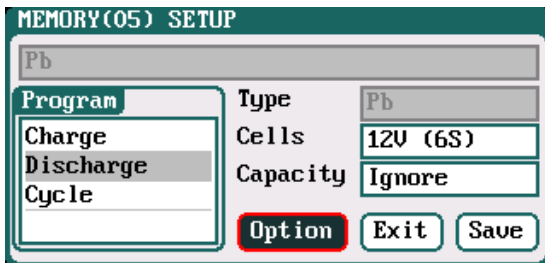 MEMORY(05) SETUP
Pb
Program
Charge
Discharge
Cycle
Type Pb
Cells 12V (6S)
Capacity Ignore
Option Exit Save